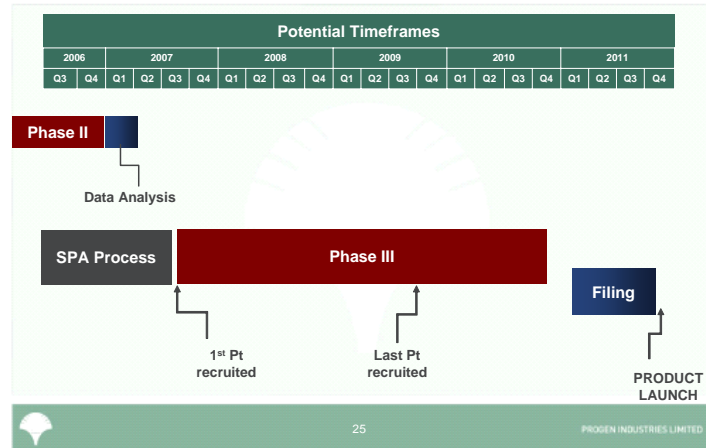 Potential Timeframes
2006 2007 2008 2009 2010 2011
Q3 Q4 Q1 Q2 Q3 Q4 Q1 Q2 Q3 Q4 Q1 Q2 Q3 Q4 Q1 Q2 Q3 Q4 Q1 Q2 Q3 Q4
Phase II
Data Analysis
SPA Process
Phase III
Filing
1st Pt
recruited
Last Pt
recruited
PRODUCT
LAUNCH
25
PROGEN INDUSTRIES LIMITED